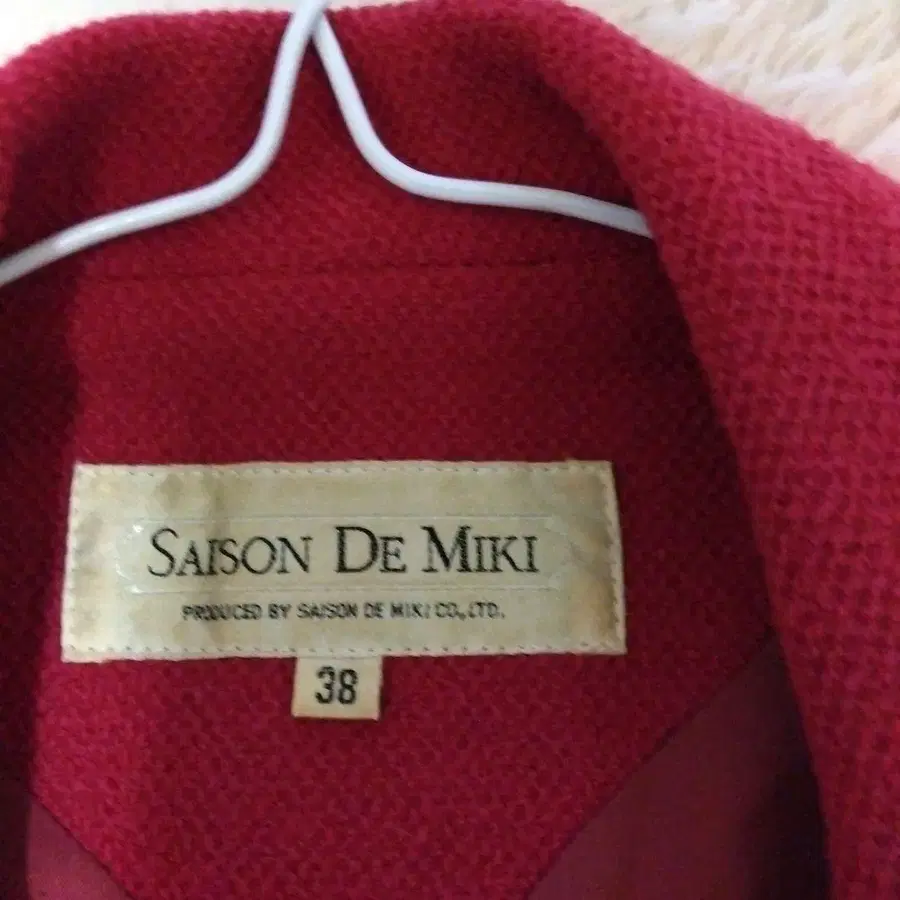 SAISON DE MIKI
PRODUCED BY SAISON DE MIKI CO., LTD.
38